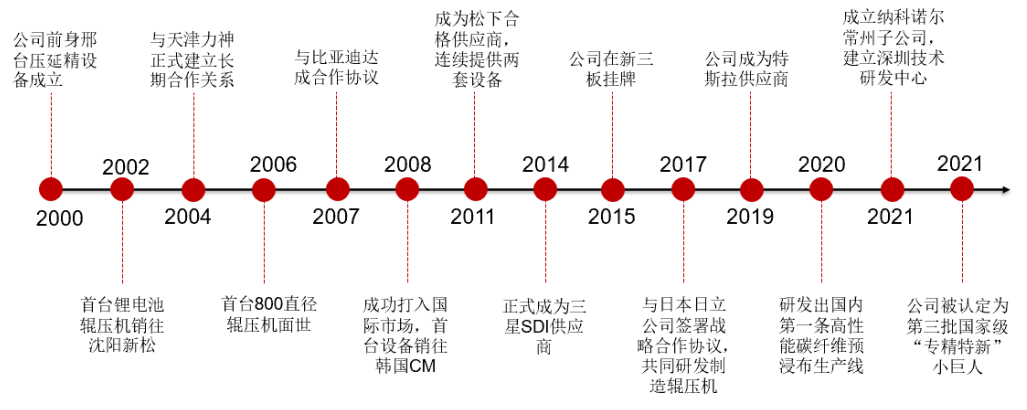 公司前身邢
台压延精设
备成立
与天津力神
正式建立长
期合作关系
与比亚迪达
成合作协议
成为松下合
格供应商，
连续提供两
套设备
公司在新三
板挂牌
公司成为特
斯拉供应商
成立纳科诺尔
常州子公司，
建立深圳技术
研发中心
2002
2006
2008
2014
2017
2020
2021
2000
2004
2007
2011
2015
2019
2021
首台锂电池
辊压机销往
沈阳新松
首台800直径
辊压机面世
成功打入国
际市场，首
台设备销往
韩国CM
正式成为三
星SDI供应
商
与日本日立
公司签署战
略合作协议，
共同研发制
造辊压机
研发出国内
第一条高性
能碳纤维预
浸布生产线
公司被认定为
第三批国家级
“专精特新”
小巨人